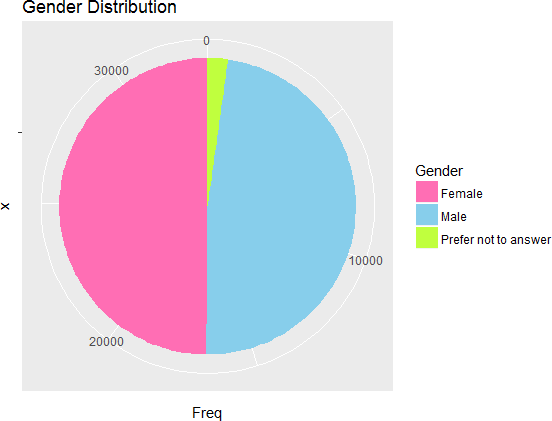 Gender Distribution
0
30000
10000
20000
x
Freq
Gender
Female
Male
Prefer not to answer